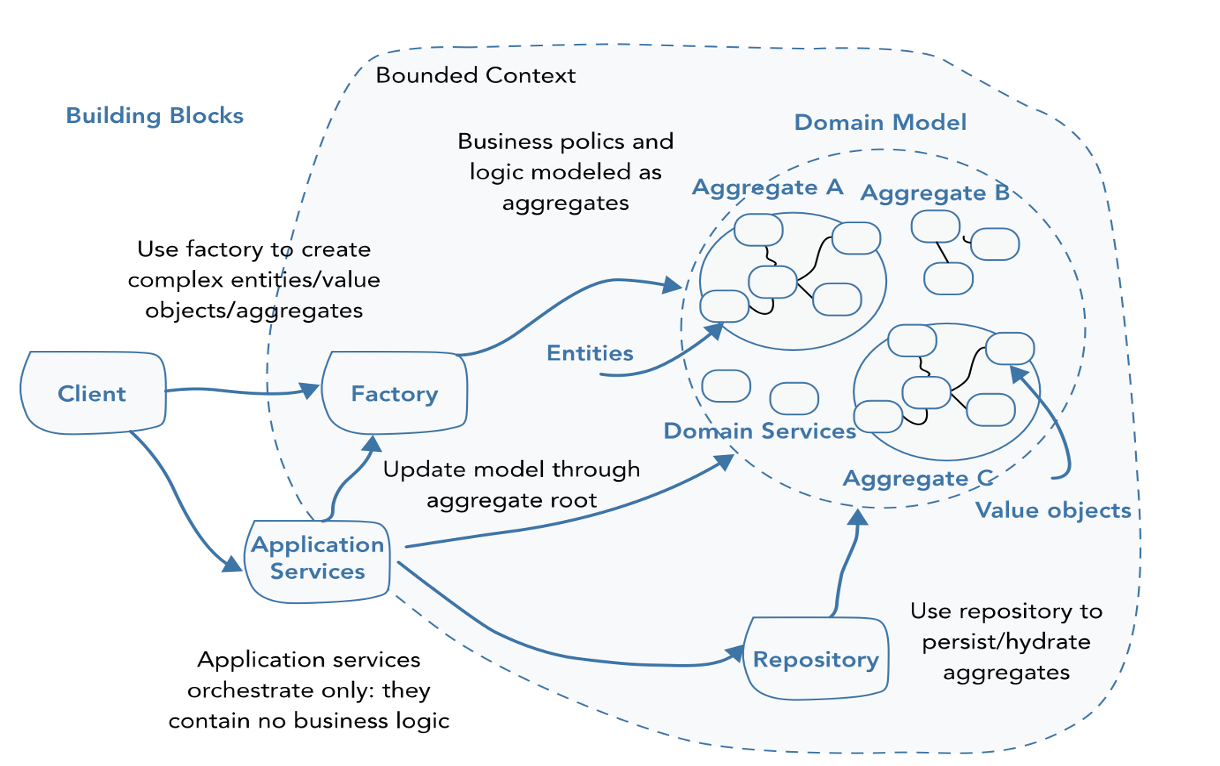 Bounded Context
Building Blocks
Domain Model
Business polics and
logic modeled as
aggregates
Aggregate A
Aggregate B
Use factory to create
complex entities/value
objects/aggregates
Entities
Client
Factory
Domain Services
Update model through
aggregate root
Aggregate C
Value objects
Application
Services
Use repository to
persist/hydrate
aggregates
Repository
Application services
orchestrate only: they
contain no business logic